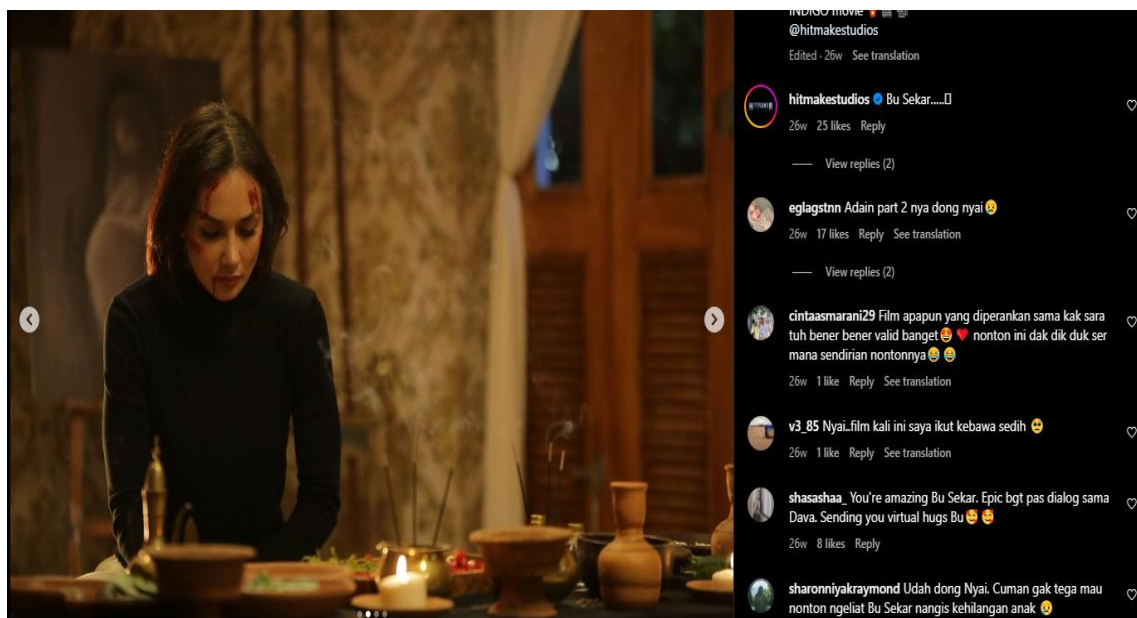 INDIGO movie
@hitmakestudios
Edited · 26w See translation
hitmakestudios Bu Sekar.....
26w 25 likes Reply
View replies (2)
eglagstnn Adain part 2 nya dong nyai😢
26w 17 likes Reply See translation
View replies (2)
cintaasmarani29 Film apapun yang diperankan sama kak sara
tuh bener bener valid banget😍 ♥️ nonton ini dak dik duk ser
mana sendirian nontonnya😂 😂
26w 1 like Reply See translation
v3_85 Nyai..film kali ini saya ikut kebawa sedih 🥺
26w 1 like Reply See translation
shasashaa_ You're amazing Bu Sekar. Epic bgt pas dialog sama
Dava. Sending you virtual hugs Bu🥰 🥰
26w 8 likes Reply
sharonniyakraymond Udah dong Nyai. Cuman gak tega mau
nonton ngeliat Bu Sekar nangis kehilangan anak 😢